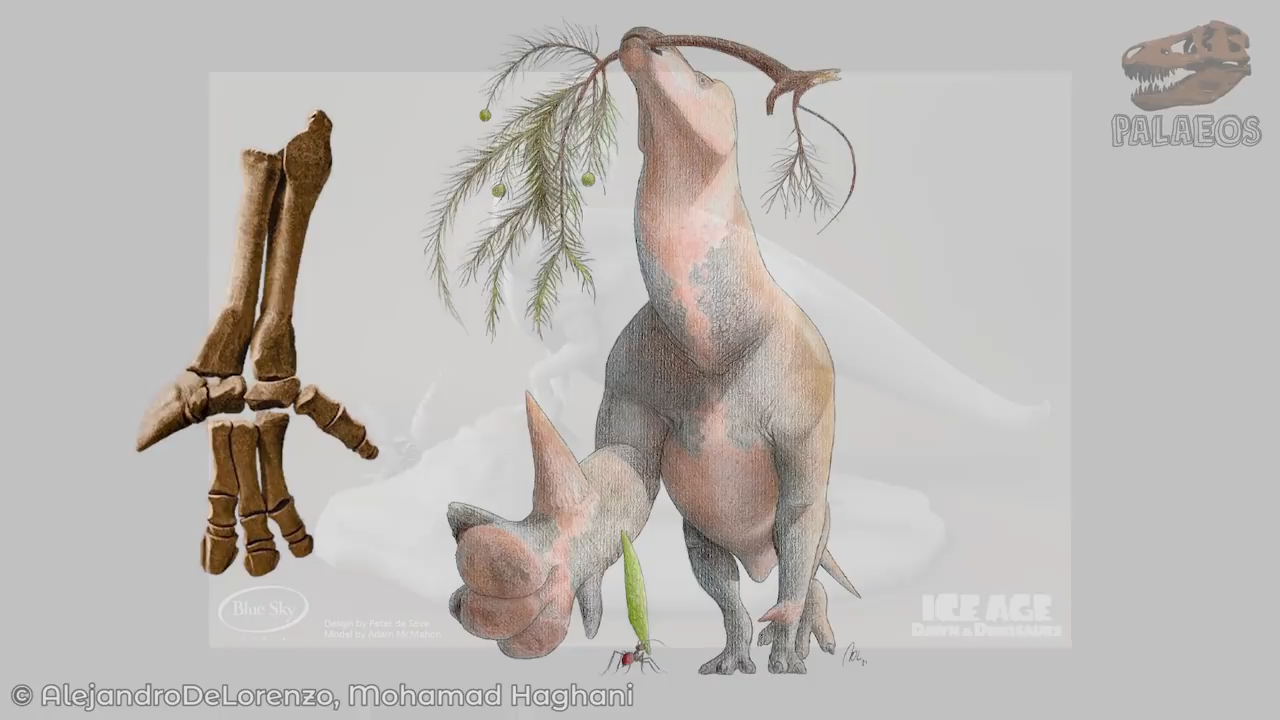 PALAEOS
Blue Sky
Design by Peter de Sève
Model by Adam McMahon
ICE AGE
DAWN OF THE DINOSAURS
© AlejandroDeLorenzo, Mohamad Haghani